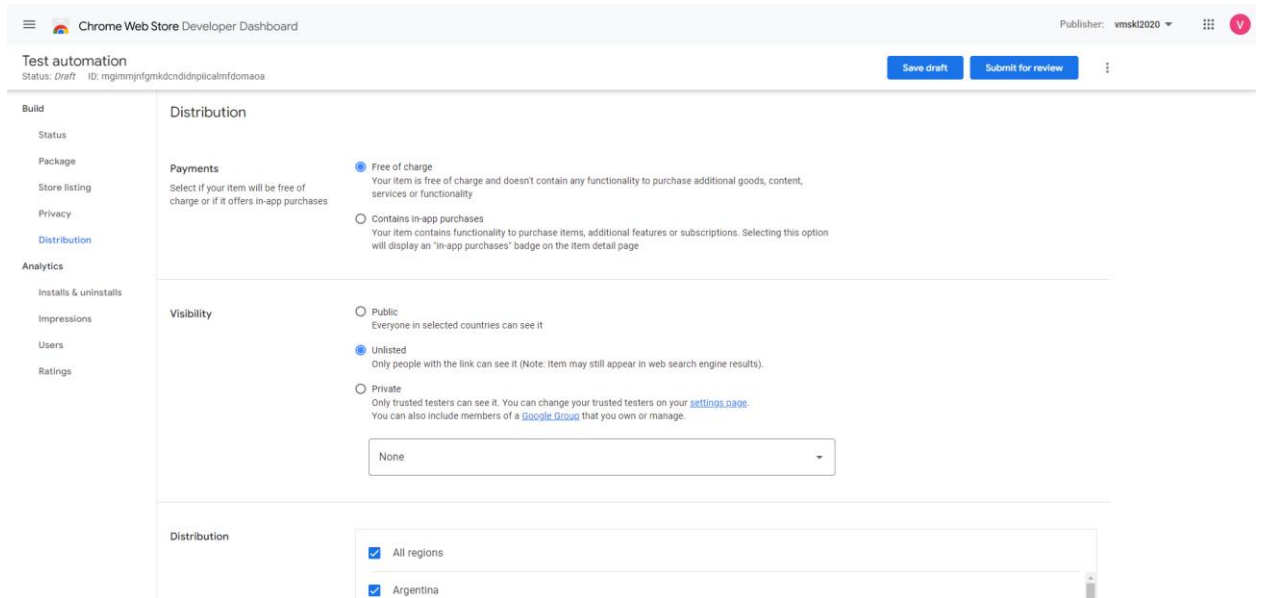 Chrome Web Store Developer Dashboard
Publisher: vmskl2020
V
Test automation
Status: Draft ID: mgimmjnfgmkdcndidnpiicalmfdomaoa
Save draft
Submit for review
Build
Status
Package
Store listing
Privacy
Distribution
Analytics
Installs & uninstalls
Impressions
Users
Ratings
Distribution
Payments
Select if your item will be free of
charge or if it offers in-app purchases
Free of charge
Your item is free of charge and doesn't contain any functionality to purchase additional goods, content,
services or functionality
Contains in-app purchases
Your item contains functionality to purchase items, additional features or subscriptions. Selecting this option
will display an "in-app purchases" badge on the item detail page
Visibility
Public
Everyone in selected countries can see it
Unlisted
Only people with the link can see it (Note: Item may still appear in web search engine results).
Private
Only trusted testers can see it. You can change your trusted testers on your settings page.
You can also include members of a Google Group that you own or manage.
None
Distribution
All regions
Argentina